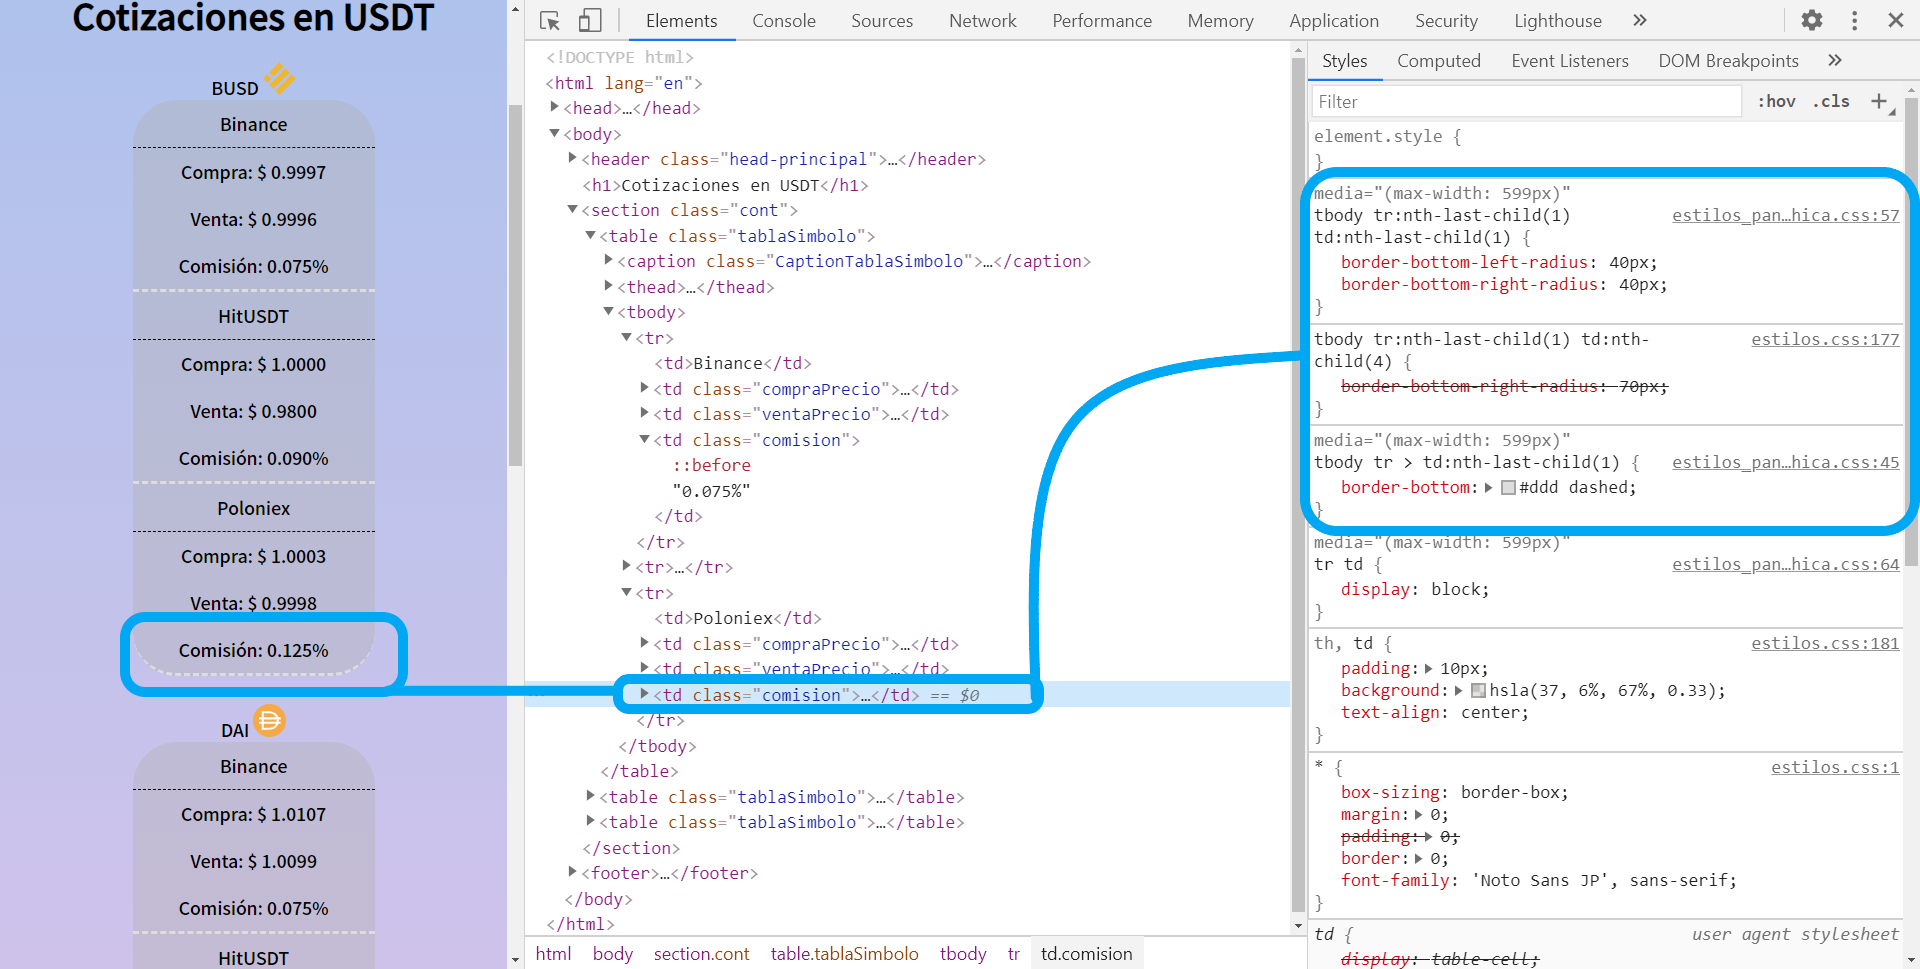 Cotizaciones en USDT
BUSD
Binance
Compra: $ 0.9997
Venta: $ 0.9996
Comisión: 0.075%
HitUSDT
Compra: $ 1.0000
Venta: $ 0.9800
Comisión: 0.090%
Poloniex
Compra: $ 1.0003
Venta: $ 0.9998
Comisión: 0.125%
DAI
Binance
Compra: $ 1.0107
Venta: $ 1.0099
Comisión: 0.075%
HitUSDT
Elements Console Sources Network Performance Memory Application Security Lighthouse »
<!DOCTYPE html>
<html lang="en">
<head>…</head>
<body>
<header class="head-principal">…</header>
<h1>Cotizaciones en USDT</h1>
<section class="cont">
<table class="tablaSimbolo">
<caption class="CaptionTablaSimbolo">…</caption>
<thead>…</thead>
<tbody>
<tr>
<td>Binance</td>
<td class="compraPrecio">…</td>
<td class="ventaPrecio">…</td>
<td class="comision">
::before
"0.075%"
</td>
</tr>
<tr>…</tr>
<tr>
<td>Poloniex</td>
<td class="compraPrecio">…</td>
<td class="ventaPrecio">…</td>
<td class="comision">…</td> == $0
</tr>
</tbody>
</table>
<table class="tablaSimbolo">…</table>
<table class="tablaSimbolo">…</table>
</section>
<footer>…</footer>
</body>
</html>
html body section.cont table.tablaSimbolo tbody tr td.comision
Styles Computed Event Listeners DOM Breakpoints »
Filter :hov .cls +
element.style {
}
media="(max-width: 599px)"
tbody tr:nth-last-child(1) estilos_pan…hica.css:57
td:nth-last-child(1) {
border-bottom-left-radius: 40px;
border-bottom-right-radius: 40px;
}
tbody tr:nth-last-child(1) td:nth- estilos.css:177
child(4) {
border-bottom-right-radius: 70px;
}
media="(max-width: 599px)"
tbody tr > td:nth-last-child(1) { estilos_pan…hica.css:45
border-bottom: #ddd dashed;
}
media="(max-width: 599px)"
tr td { estilos_pan…hica.css:64
display: block;
}
th, td { estilos.css:181
padding: 10px;
background: hsla(37, 6%, 67%, 0.33);
text-align: center;
}
* { estilos.css:1
box-sizing: border-box;
margin: 0;
padding: 0;
border: 0;
font-family: 'Noto Sans JP', sans-serif;
}
td { user agent stylesheet
display: table-cell;